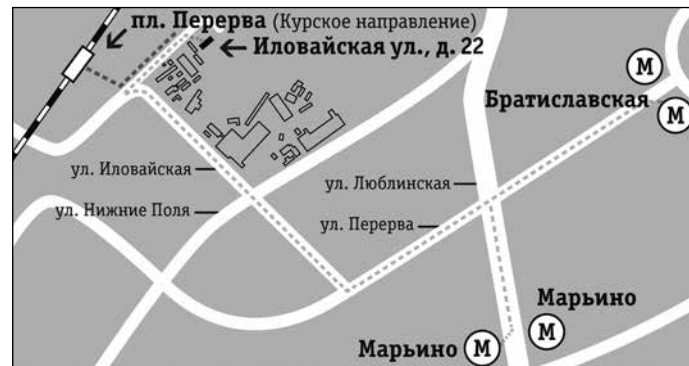 пл. Перерва (Курское направление)
Иловайская ул., д. 22
М
Братиславская
М
ул. Иловайская
ул. Люблинская
ул. Нижние Поля
ул. Перерва
Марьино
М
Марьино М